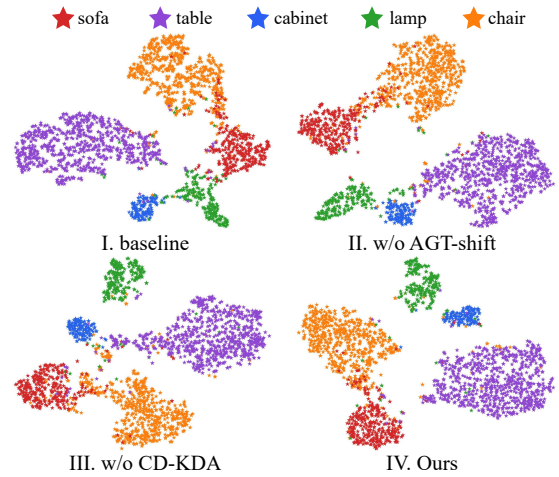 sofa table cabinet lamp chair
I. baseline
II. w/o AGT-shift
III. w/o CD-KDA
IV. Ours